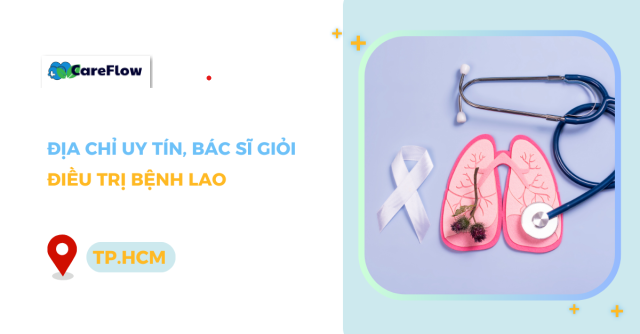 CareFlow
ĐỊA CHỈ UY TÍN, BÁC SĨ GIỎI
ĐIỀU TRỊ BỆNH LAO
TP.HCM